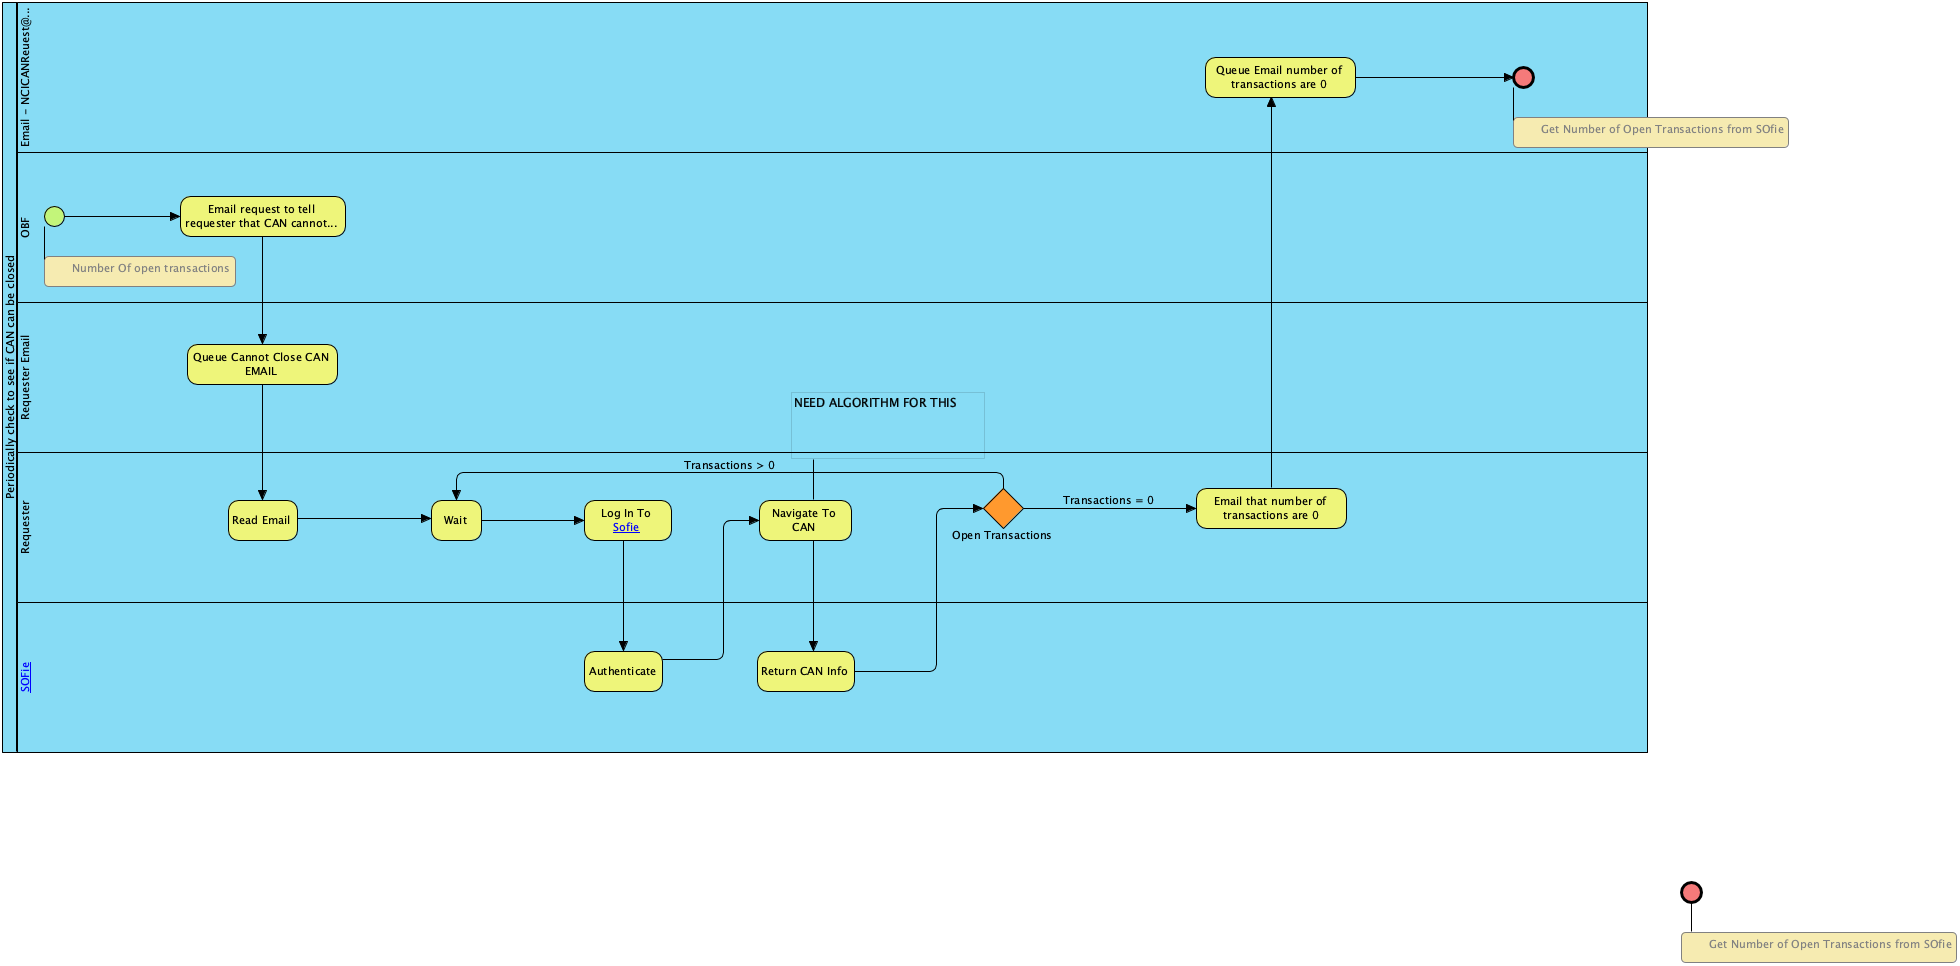 Periodically check to see if CAN can be closed
Email - NCICANReuest@...
Queue Email number of
transactions are 0
Get Number of Open Transactions from SOfie
OBF
Email request to tell
requester that CAN cannot...
Number Of open transactions
Requester Email
Queue Cannot Close CAN
EMAIL
NEED ALGORITHM FOR THIS
Requester
Transactions > 0
Read Email
Wait
Log In To
Sofie
Navigate To
CAN
Open Transactions
Transactions = 0
Email that number of
transactions are 0
SOFie
Authenticate
Return CAN Info
Get Number of Open Transactions from SOfie